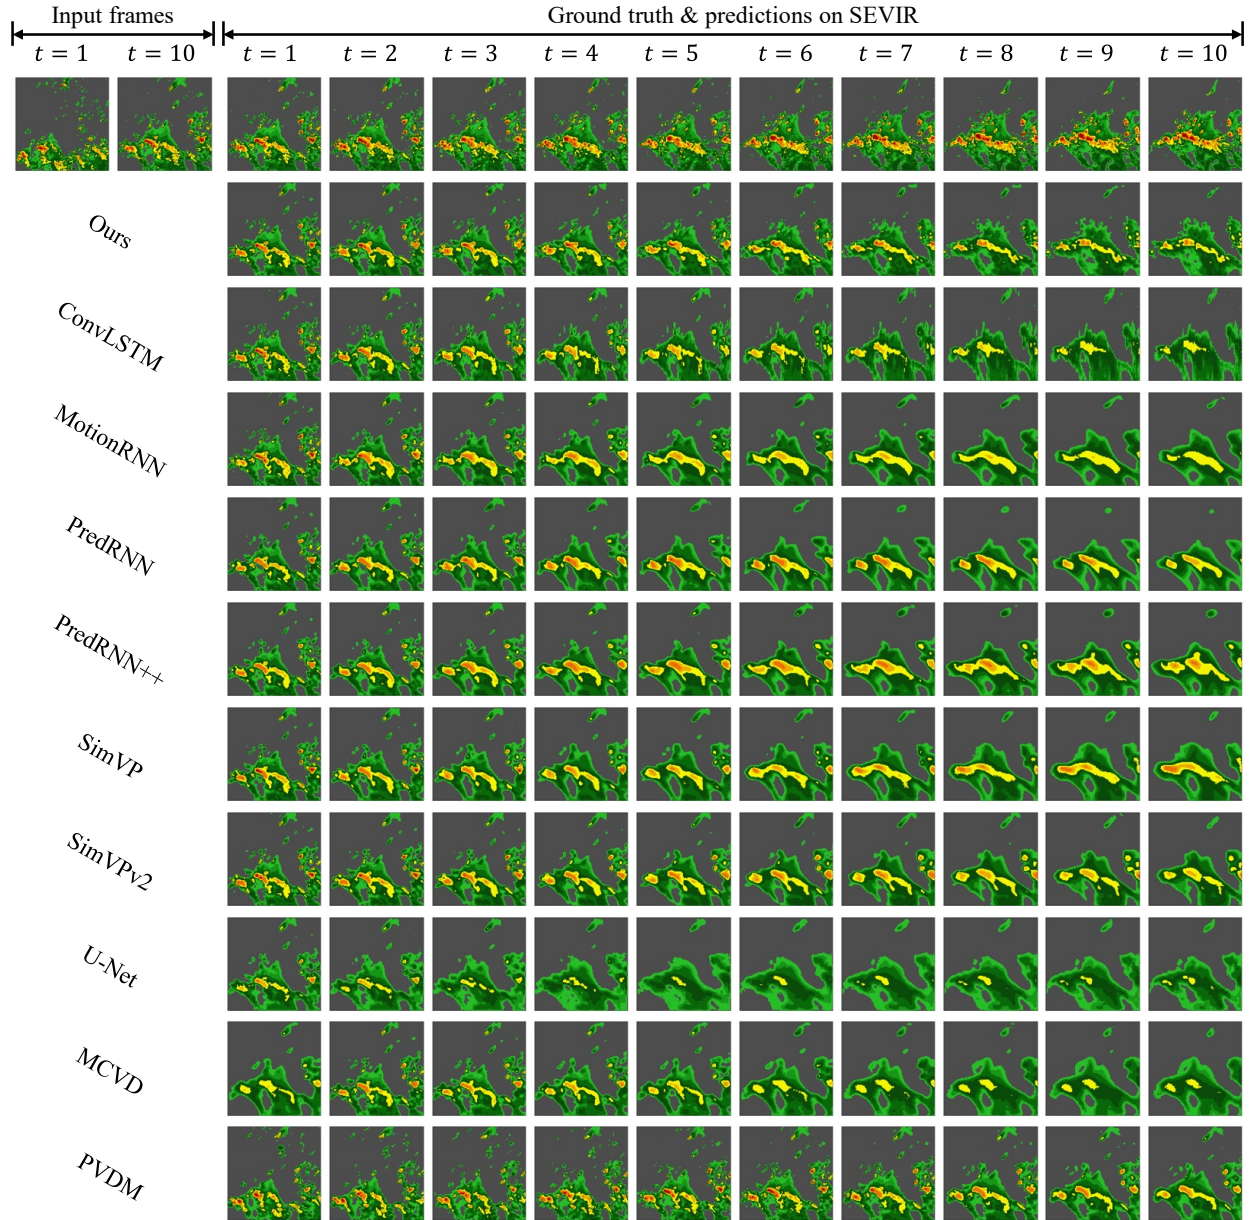 Input frames
Ground truth & predictions on SEVIR
t = 1 t = 10 t = 1 t = 2 t = 3 t = 4 t = 5 t = 6 t = 7 t = 8 t = 9 t = 10
Ours
ConvLSTM
MotionRNN
PredRNN
PredRNN++
SimVP
SimVPv2
U-Net
MCVD
PVDM